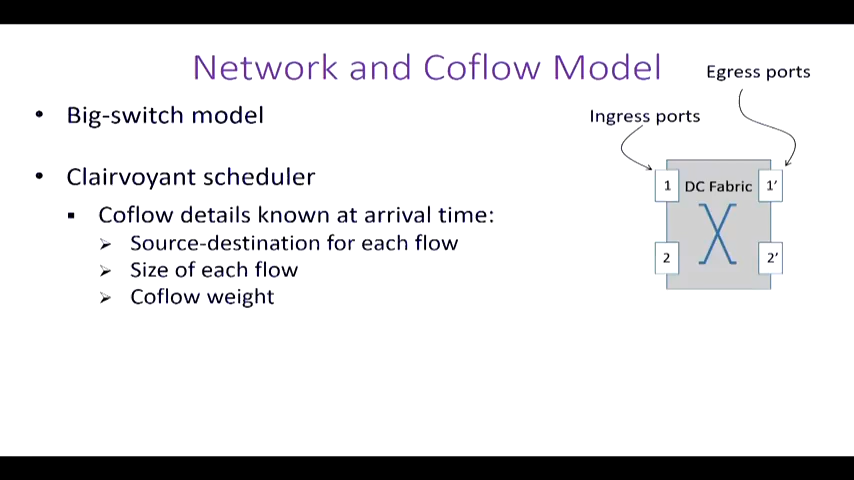 Network and Coflow Model
• Big-switch model
• Clairvoyant scheduler
▪ Coflow details known at arrival time:
➢ Source-destination for each flow
➢ Size of each flow
➢ Coflow weight
Egress ports
Ingress ports
1 DC Fabric 1'
2 2'